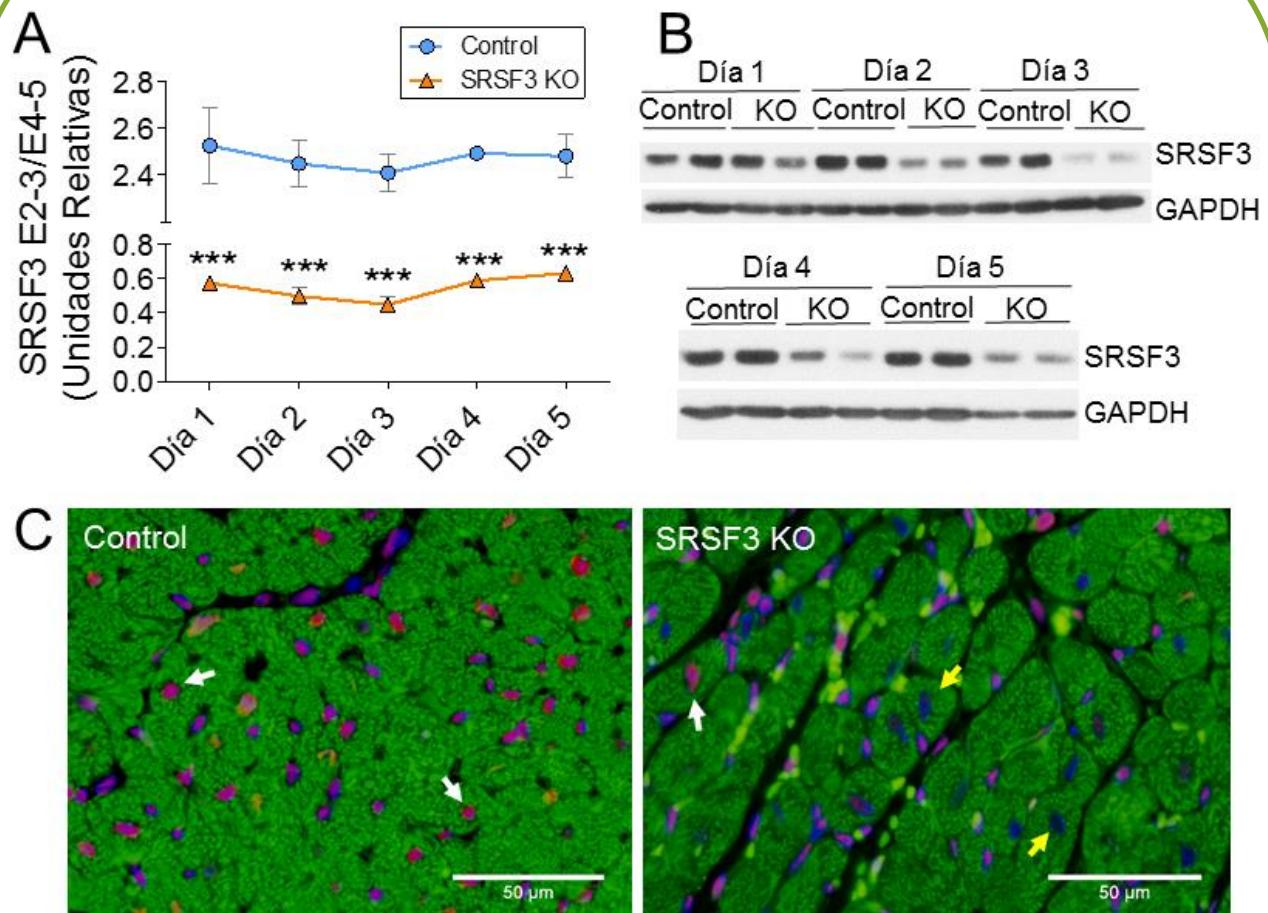 A
Control
SRSF3 KO
SRSF3 E2-3/E4-5
(Unidades Relativas)
2.8
2.6
2.4
0.8
0.6
0.4
0.2
0.0
*** *** *** *** ***
Día 1 Día 2 Día 3 Día 4 Día 5
B
Día 1 Día 2 Día 3
Control KO Control KO Control KO
SRSF3
GAPDH
Día 4 Día 5
Control KO Control KO
SRSF3
GAPDH
C
Control
50 µm
SRSF3 KO
50 µm